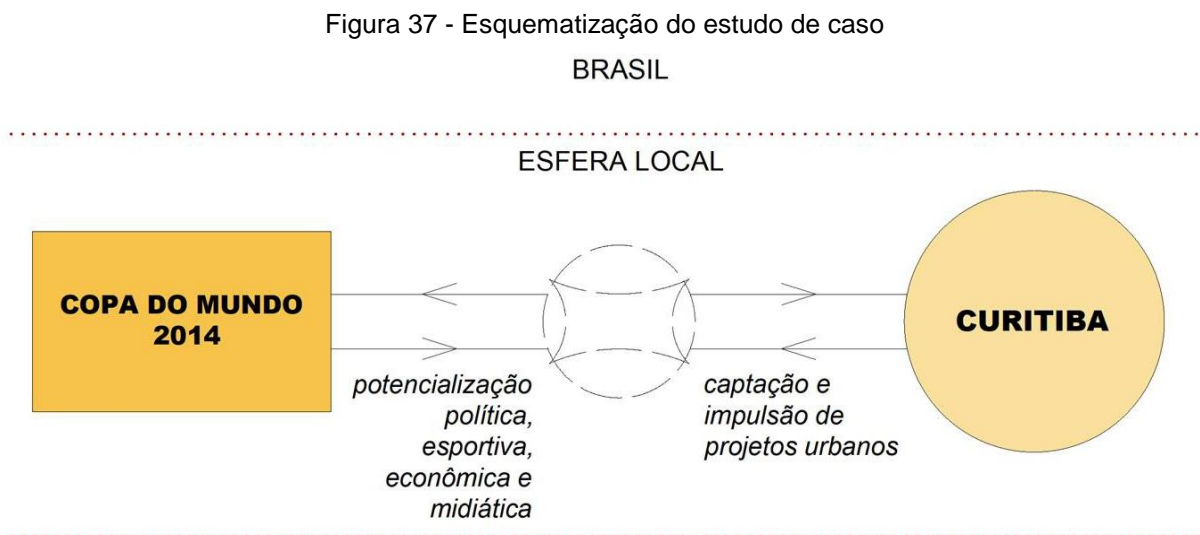 Figura 37 - Esquematização do estudo de caso
BRASIL
ESFERA LOCAL
COPA DO MUNDO
2014
potencialização
política,
esportiva,
econômica e
midiática
captação e
impulsão de
projetos urbanos
CURITIBA